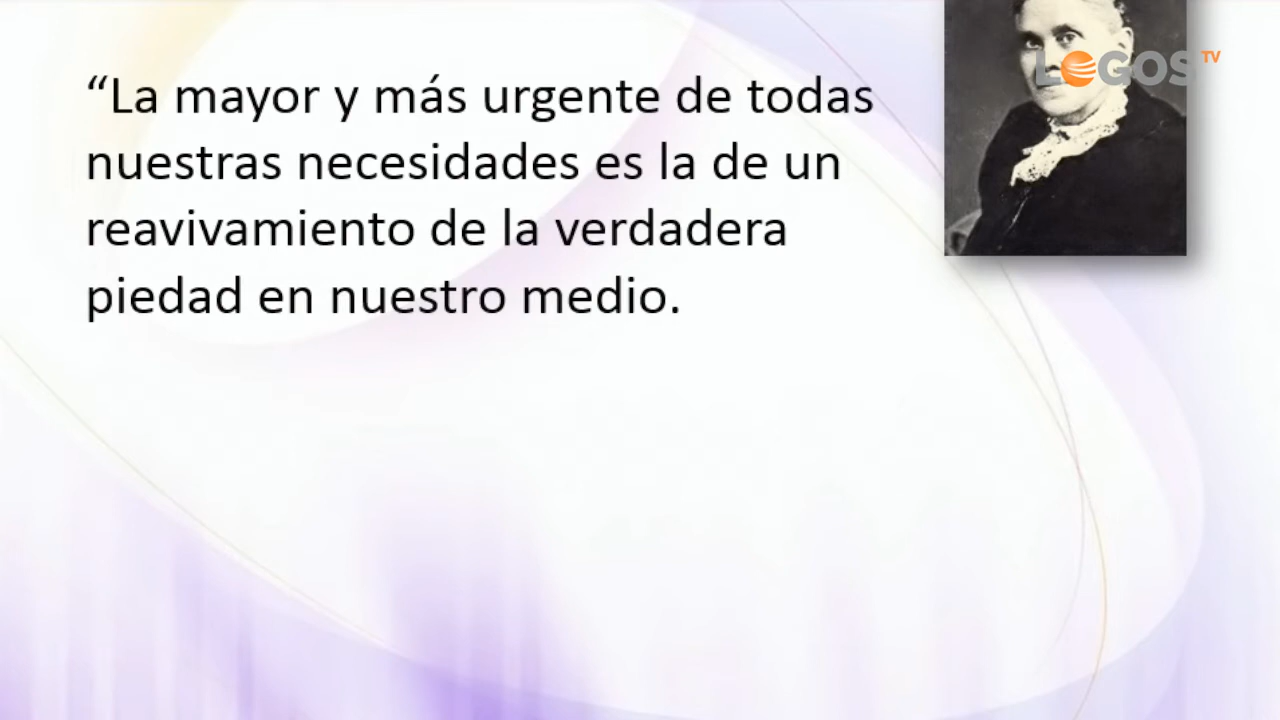 “La mayor y más urgente de todas
nuestras necesidades es la de un
reavivamiento de la verdadera
piedad en nuestro medio.
LOGOS TV